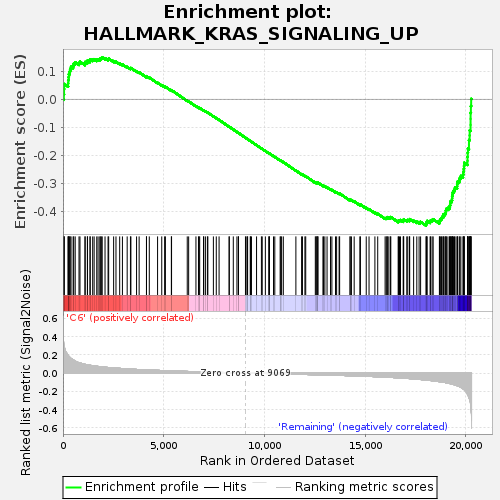 Enrichment plot:
HALLMARK_KRAS_SIGNALING_UP
Enrichment score (ES)
0.1
0.0
-0.1
-0.2
-0.3
-0.4
Ranked list metric (Signal2Noise)
0.6
0.4
0.2
0.0
-0.2
-0.4
-0.6
'C6' (positively correlated)
Zero cross at 9069
'Remaining' (negatively correlated)
0
5,000
10,000
15,000
20,000
Rank in Ordered Dataset
Enrichment profile
Hits
Ranking metric scores